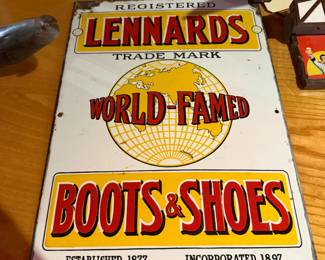 REGISTERED
LENNARDS
TRADE MARK
WORLD-FAMED
BOOTS & SHOES
ESTABLISHED 1877 INCORPORATED 1897